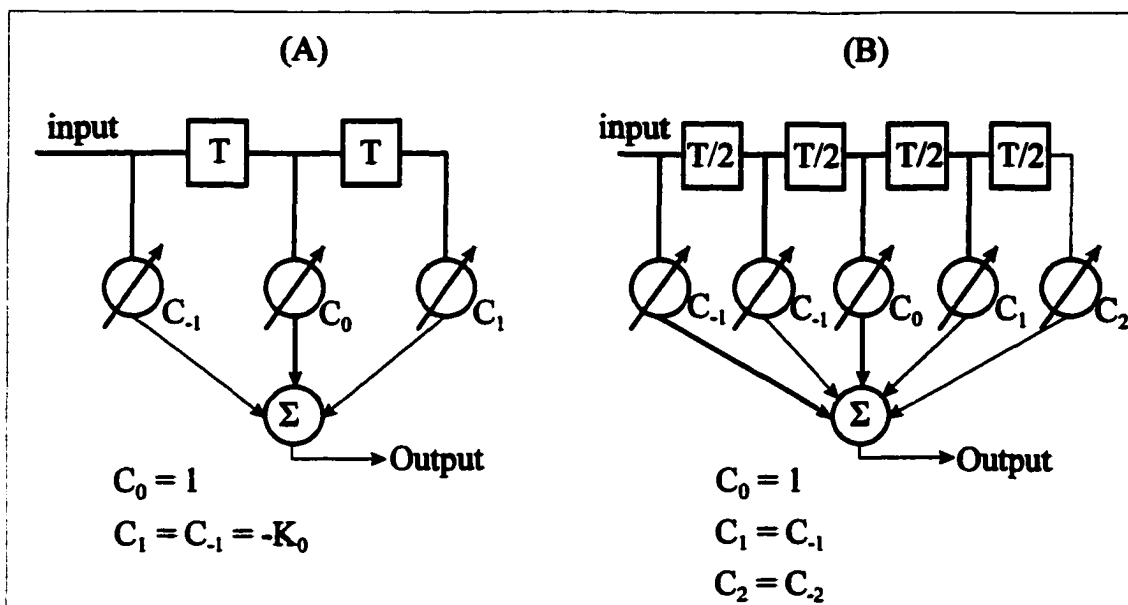 (A)
input
T
T
C₋₁
C₀
C₁
Σ
Output
C₀ = 1
C₁ = C₋₁ = -K₀
(B)
input
T/2
T/2
T/2
T/2
C₋₁
C₋₁
C₀
C₁
C₂
Σ
Output
C₀ = 1
C₁ = C₋₁
C₂ = C₋₂